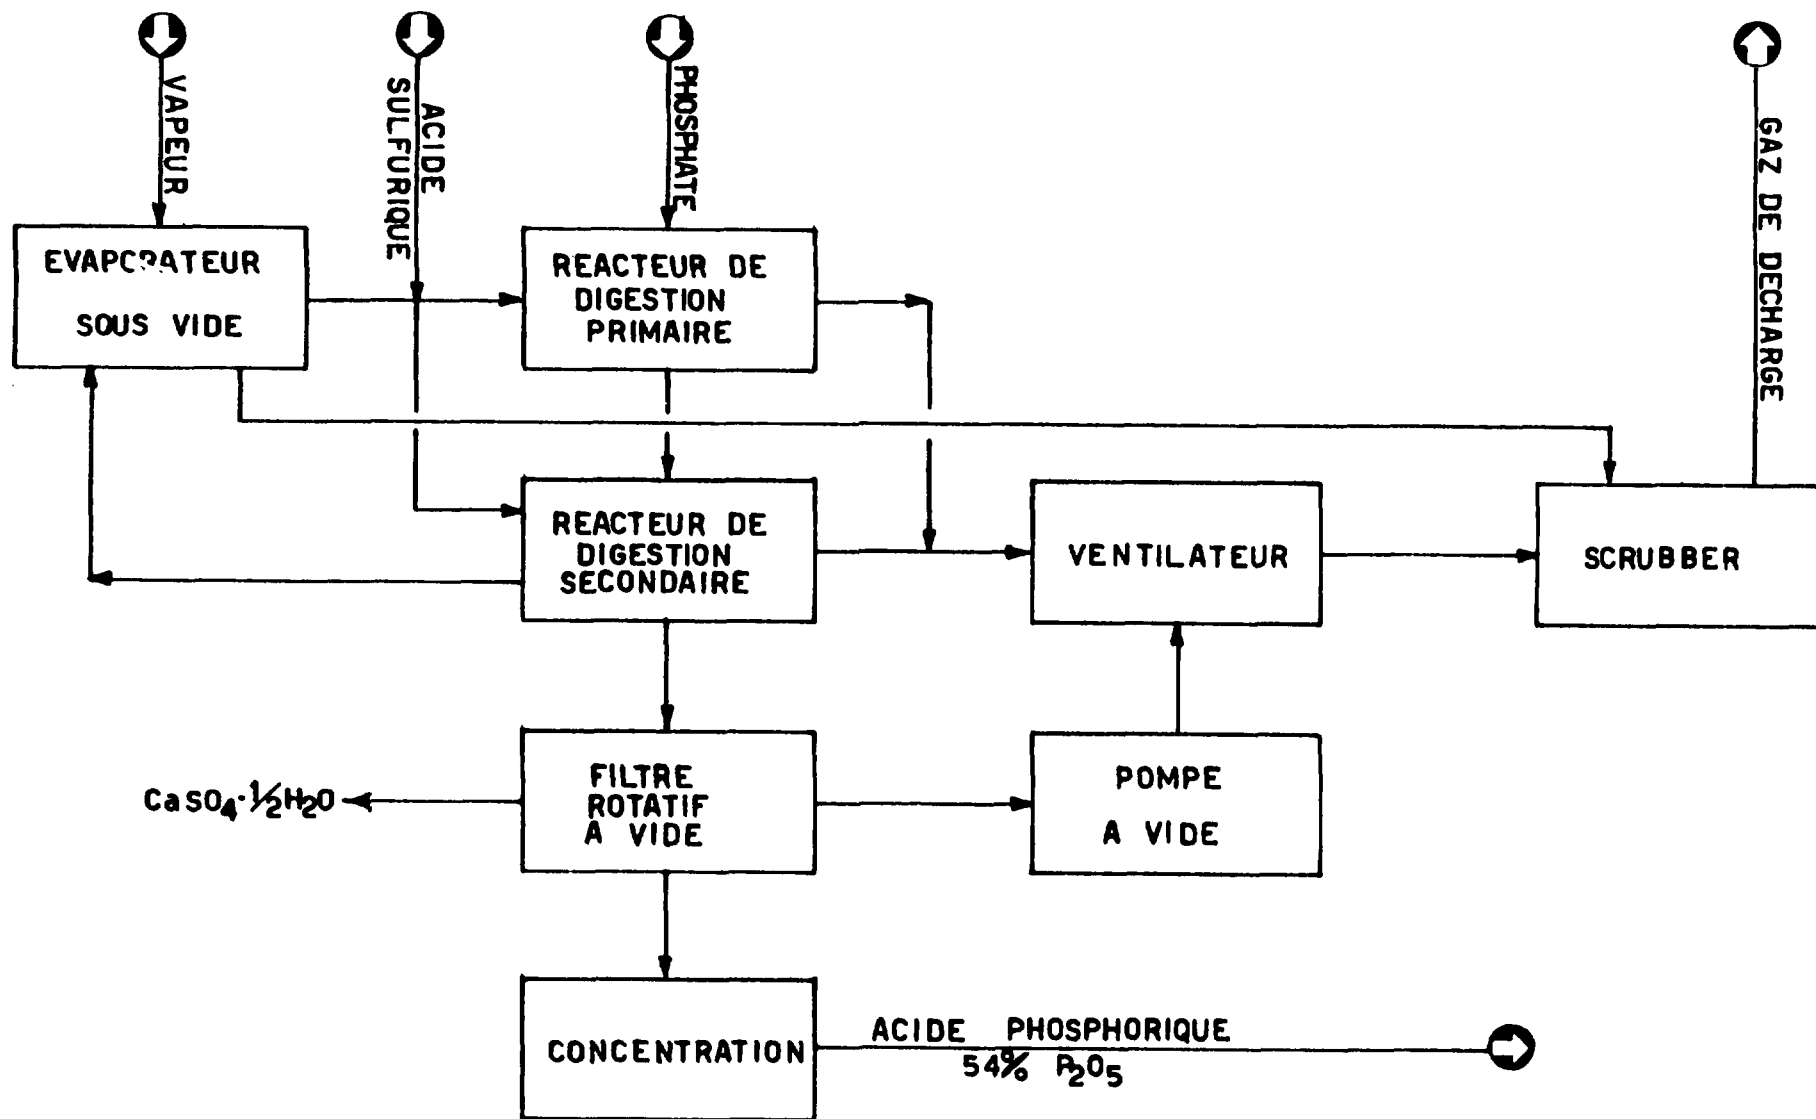 VAPEUR
ACIDE
SULFURIQUE
PHOSPHATE
GAZ DE DECHARGE
EVAPORATEUR
SOUS VIDE
REACTEUR DE
DIGESTION
PRIMAIRE
REACTEUR DE
DIGESTION
SECONDAIRE
VENTILATEUR
SCRUBBER
CaSO4·½H2O
FILTRE
ROTATIF
A VIDE
POMPE
A VIDE
CONCENTRATION
ACIDE PHOSPHORIQUE
54% P2O5